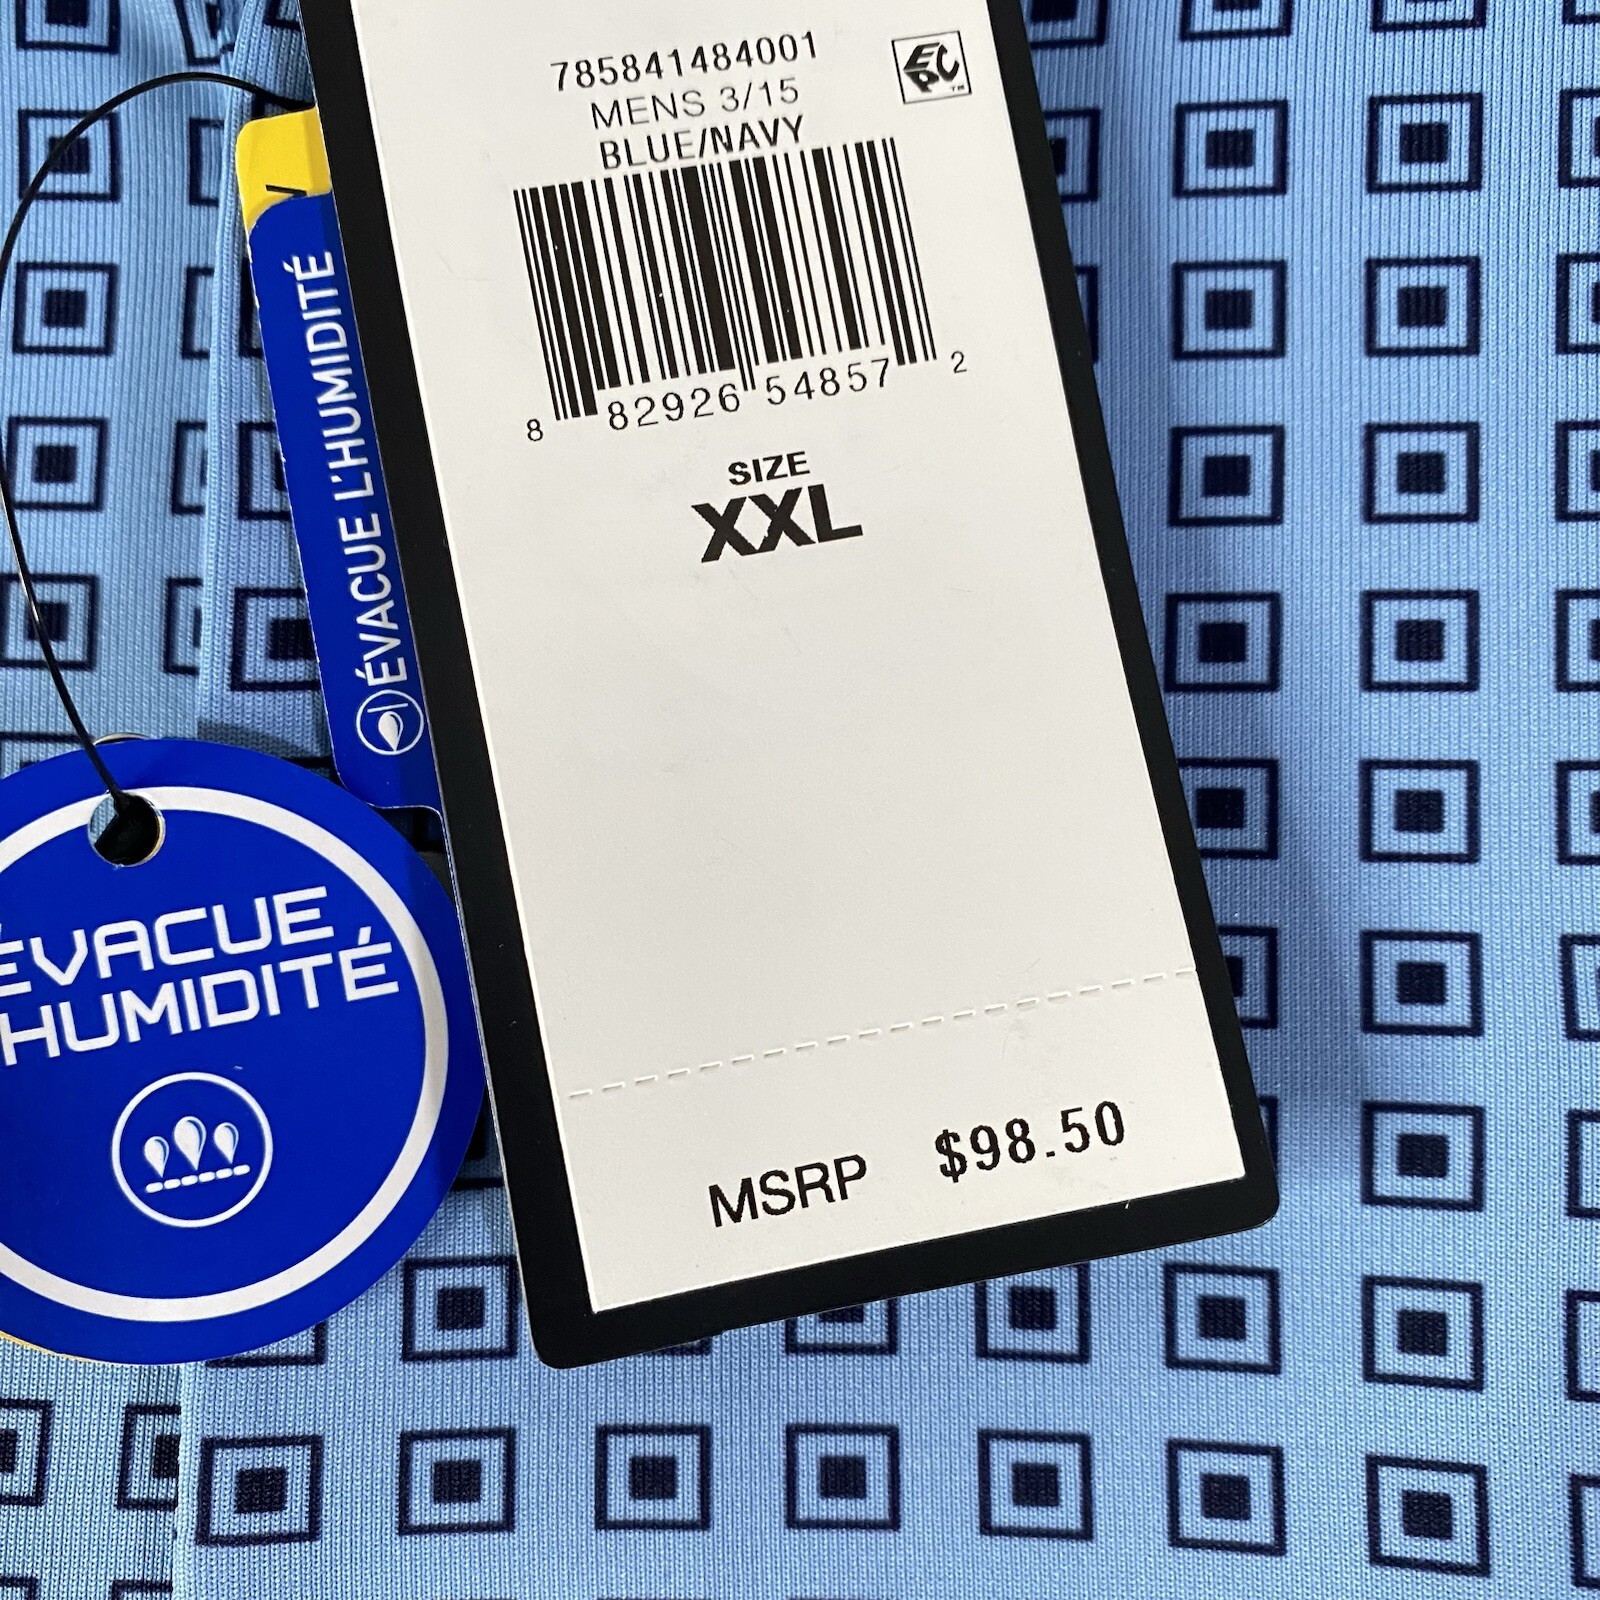 785841484001
MENS 3/15
BLUE/NAVY
EPC™
8 82926 54857 2
SIZE
XXL
MSRP $98.50
ÉVACUE L'HUMIDITÉ
ÉVACUE
HUMIDITÉ